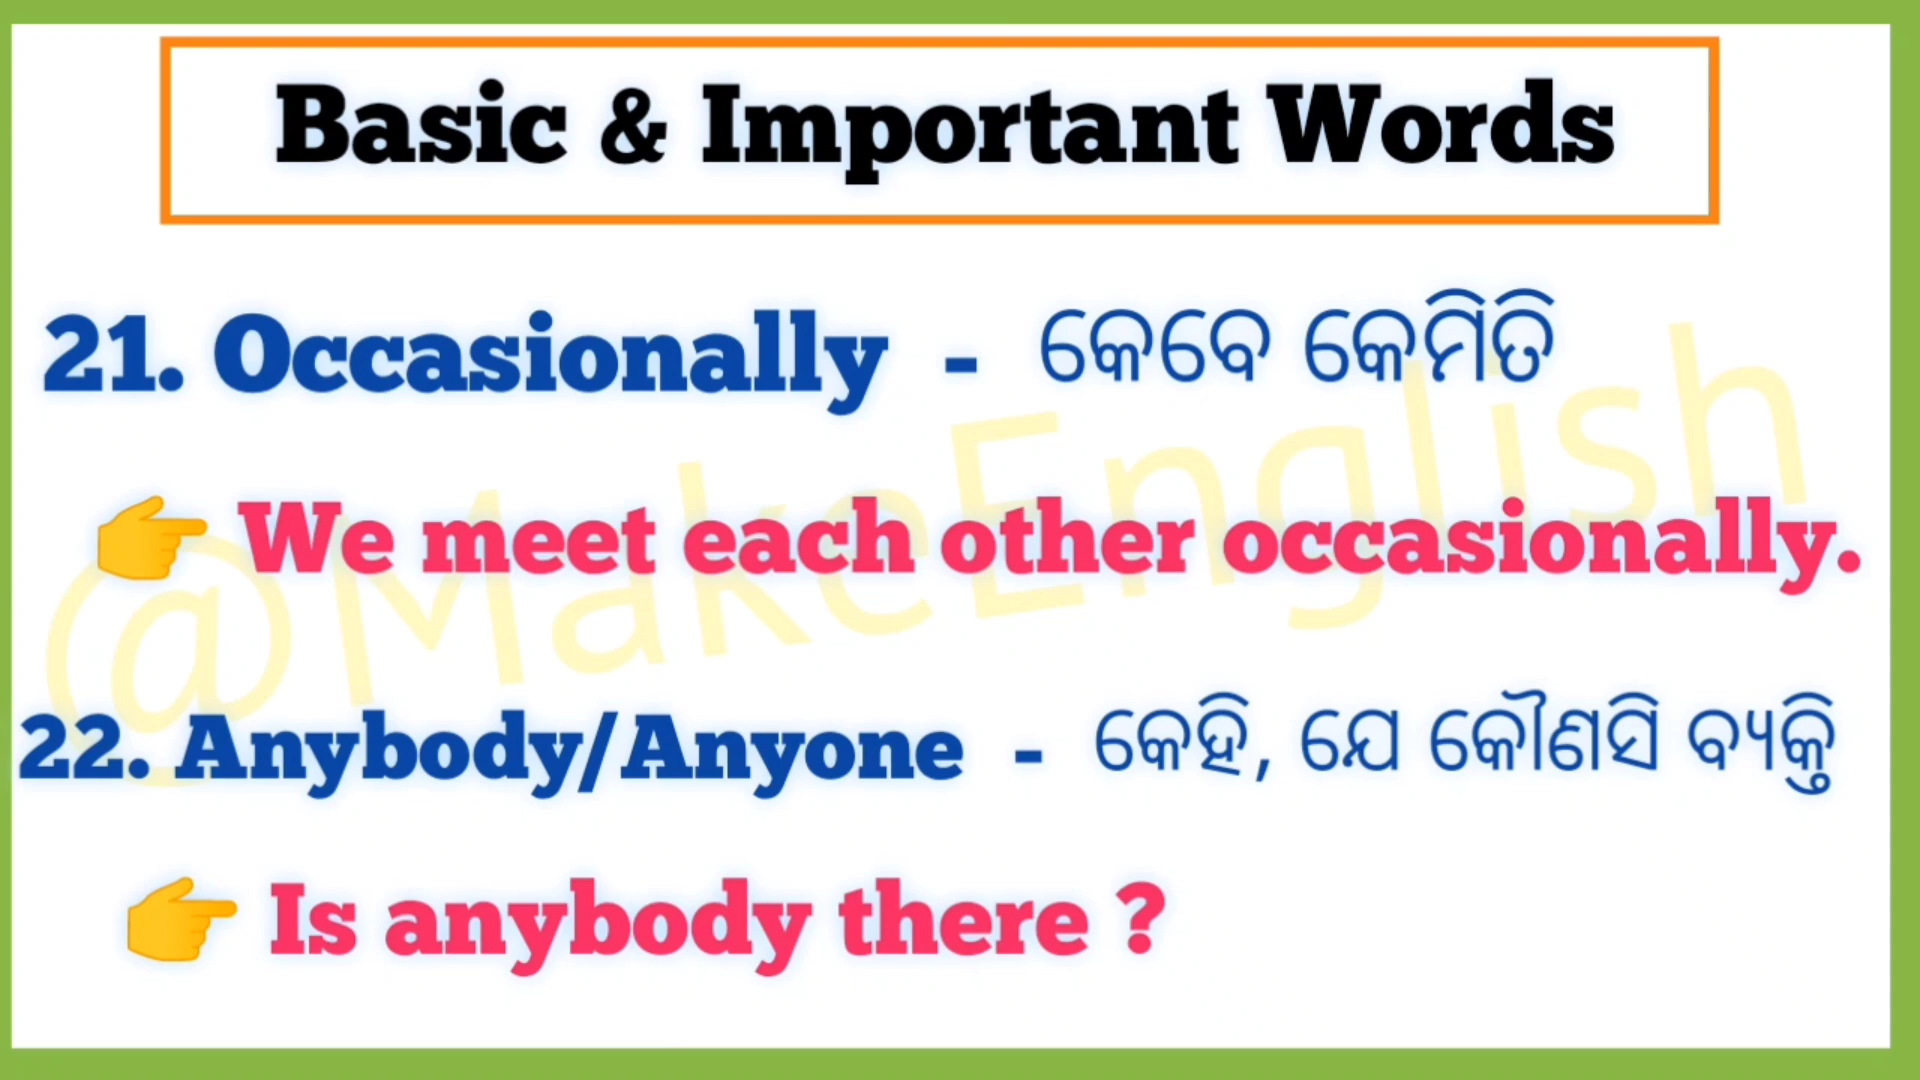 Basic & Important Words
21. Occasionally - କେବେ କେମିତି
👉 We meet each other occasionally.
@MakeEnglish
22. Anybody/Anyone - କେହି, ଯେ କୌଣସି ବ୍ୟକ୍ତି
👉 Is anybody there ?